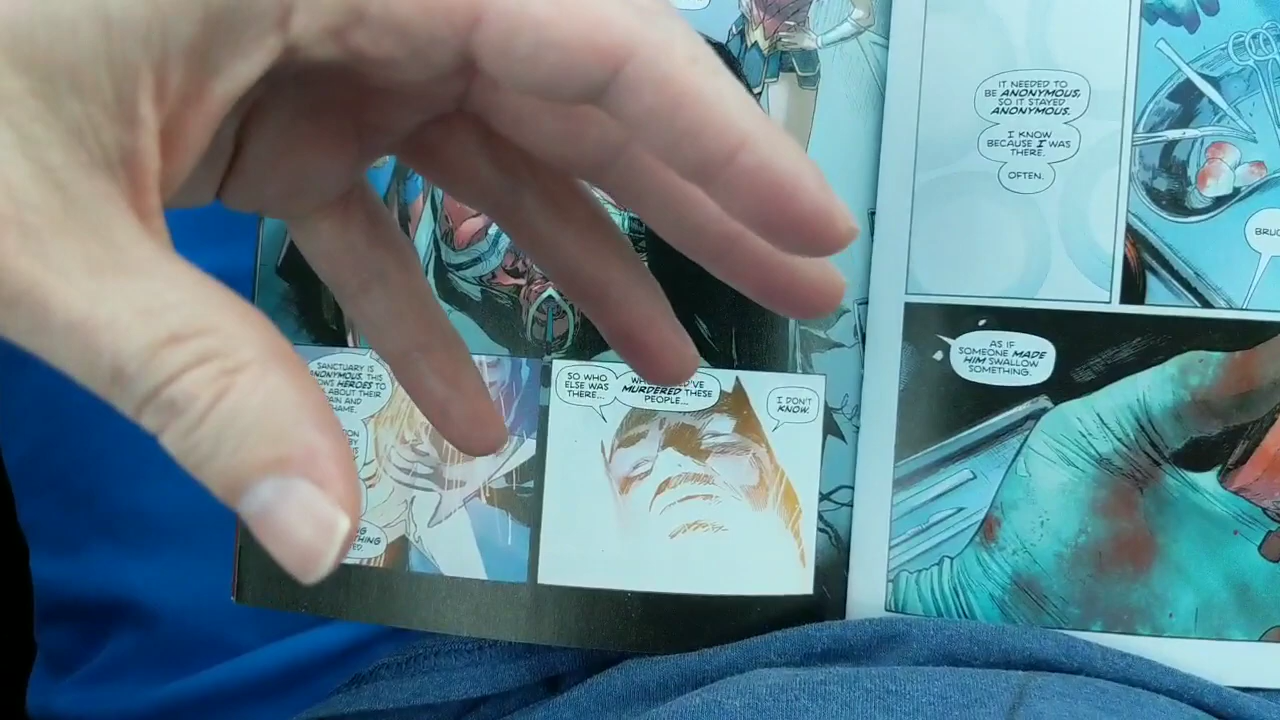 SANCTUARY IS
ANONYMOUS
HEROES TO
ABOUT THEIR
AND
SO WHO
ELSE WAS
THERE...
MURDERED THESE
PEOPLE...
I DON'T
KNOW.
IT NEEDED TO
BE ANONYMOUS,
SO IT STAYED
ANONYMOUS.
I KNOW
BECAUSE I WAS
THERE.
OFTEN.
AS IF
SOMEONE MADE
HIM SWALLOW
SOMETHING.